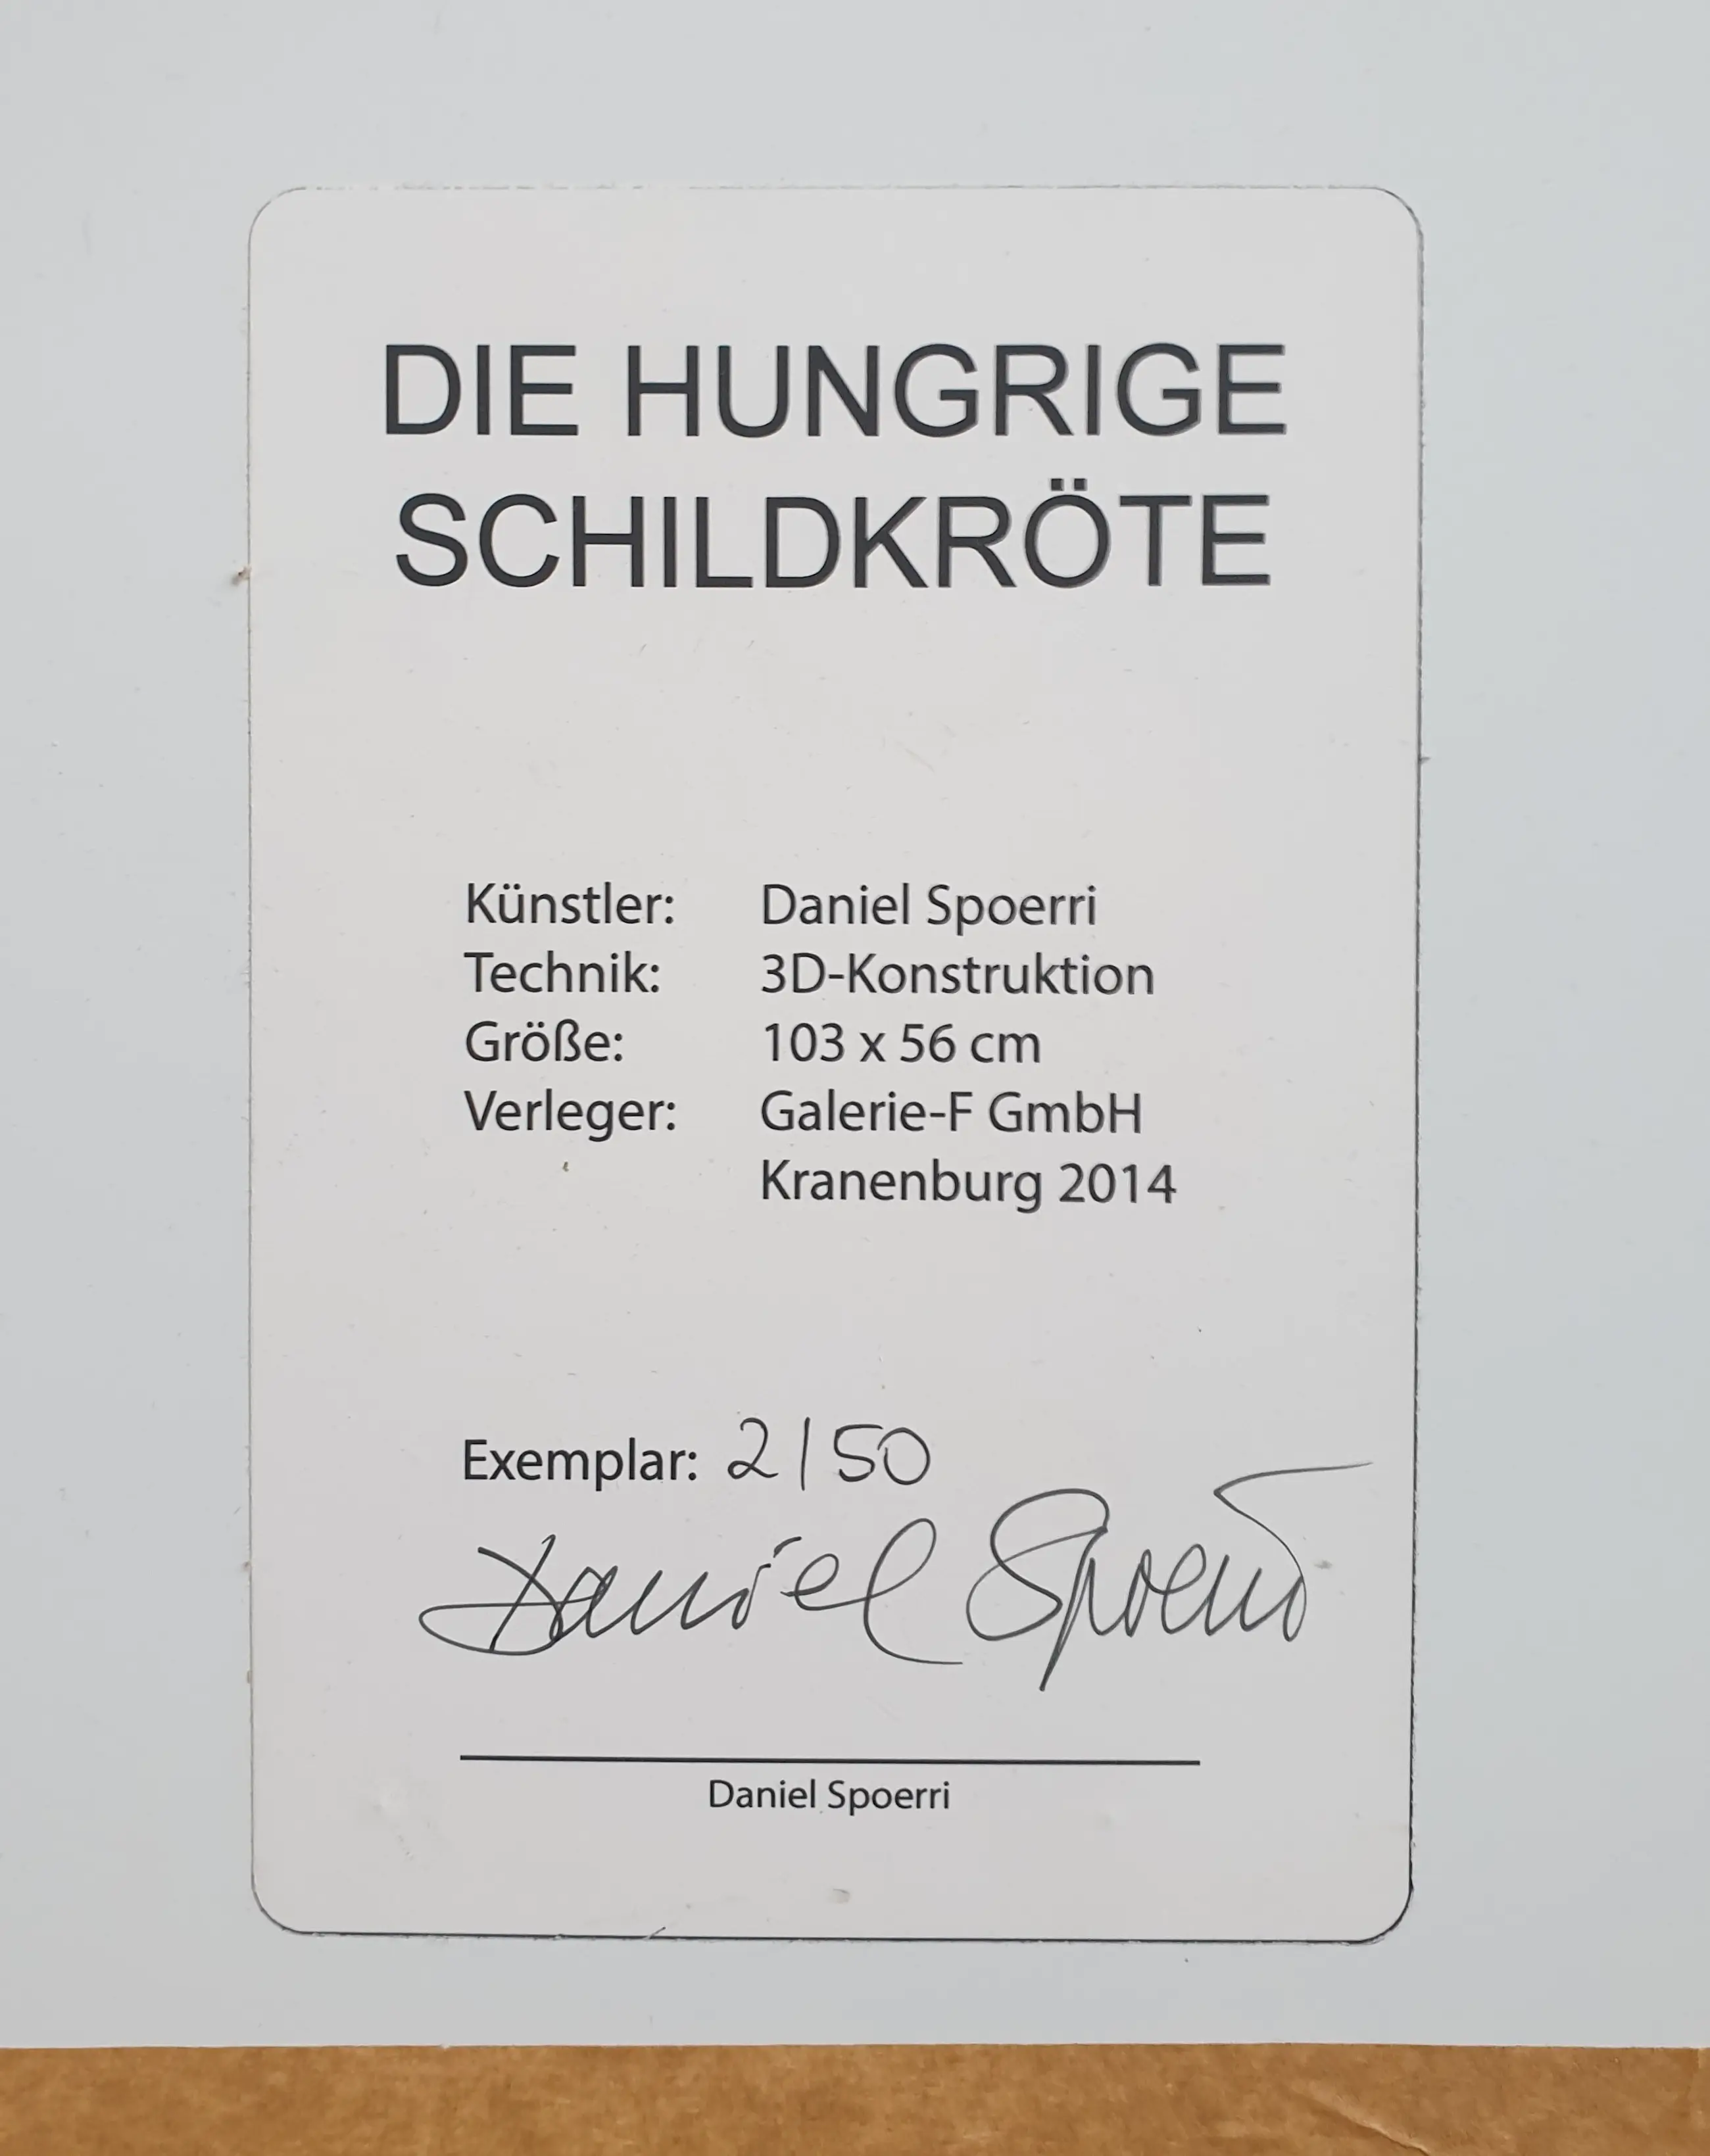 DIE HUNGRIGE
SCHILDKRÖTE
Künstler: Daniel Spoerri
Technik: 3D-Konstruktion
Größe: 103 x 56 cm
Verleger: Galerie-F GmbH
Kranenburg 2014
Exemplar: 2/50
Daniel Spoerri
Daniel Spoerri